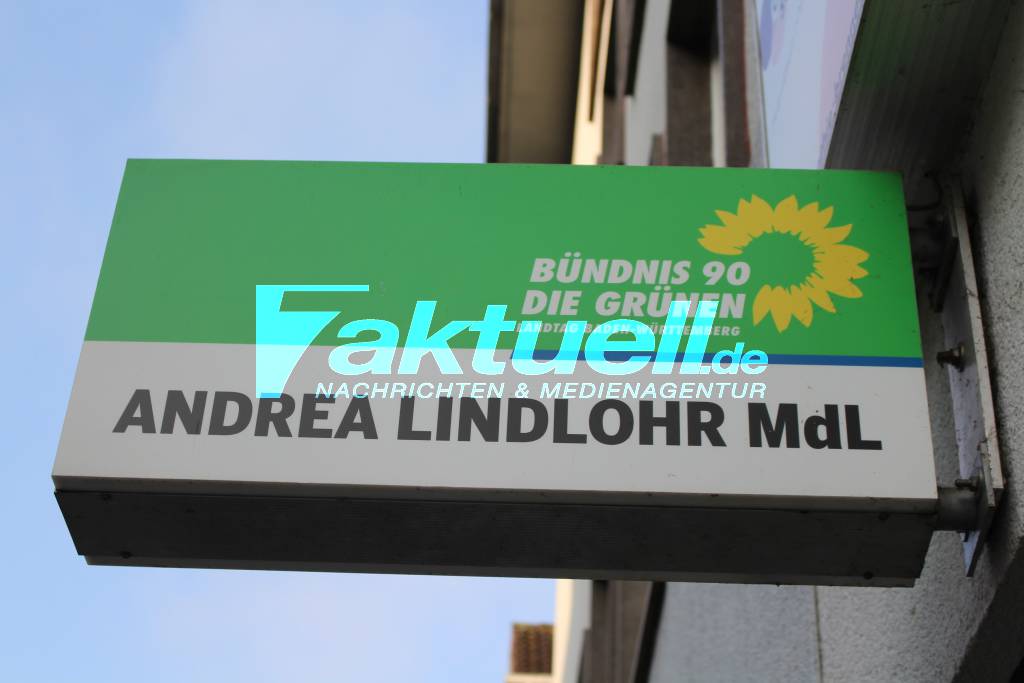 BÜNDNIS 90
DIE GRÜNEN
LANDTAG BADEN-WÜRTTEMBERG
7aktuell.de
NACHRICHTEN & MEDIENAGENTUR
ANDREA LINDLOHR MdL